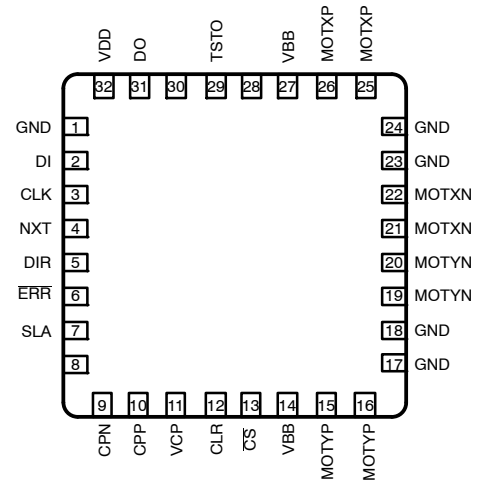 VDD DO TSTO VBB MOTXP MOTXP
32 31 30 29 28 27 26 25
GND 1 24 GND
DI 2 23 GND
CLK 3 22 MOTXN
NXT 4 21 MOTXN
DIR 5 20 MOTYN
ERR 6 19 MOTYN
SLA 7 18 GND
8 17 GND
9 10 11 12 13 14 15 16
CPN CPP VCP CLR CS VBB MOTYP MOTYP